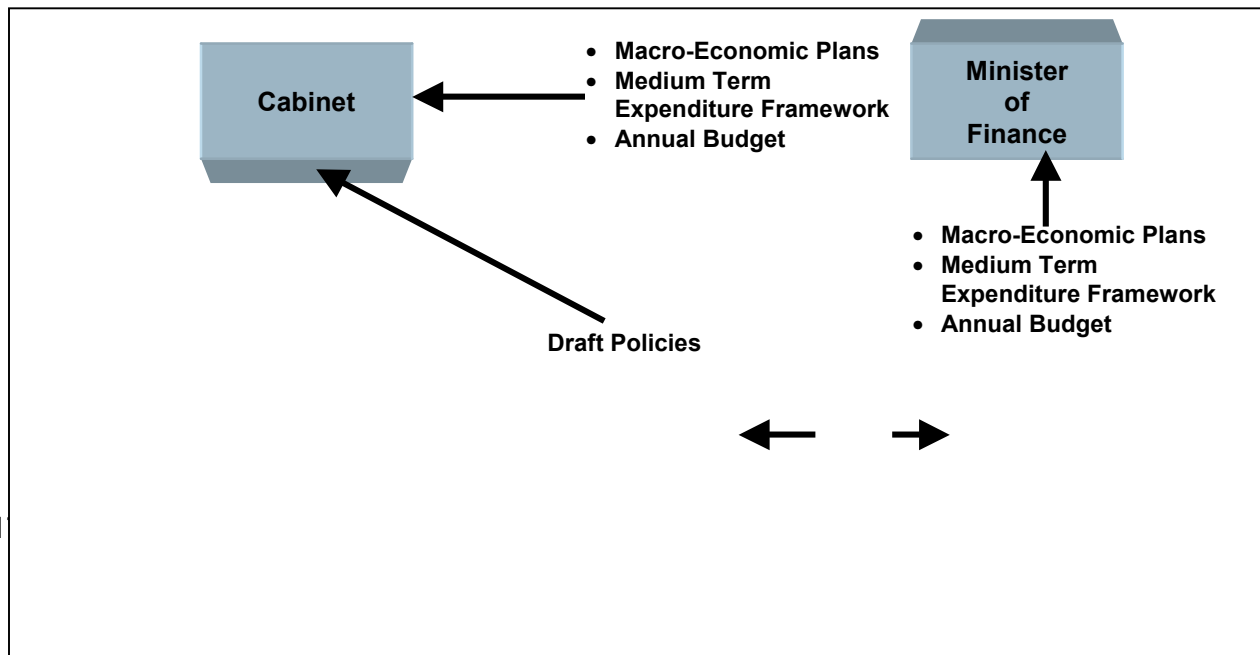 Cabinet
• Macro-Economic Plans
• Medium Term
Expenditure Framework
• Annual Budget
Minister
of
Finance
• Macro-Economic Plans
• Medium Term
Expenditure Framework
• Annual Budget
Draft Policies